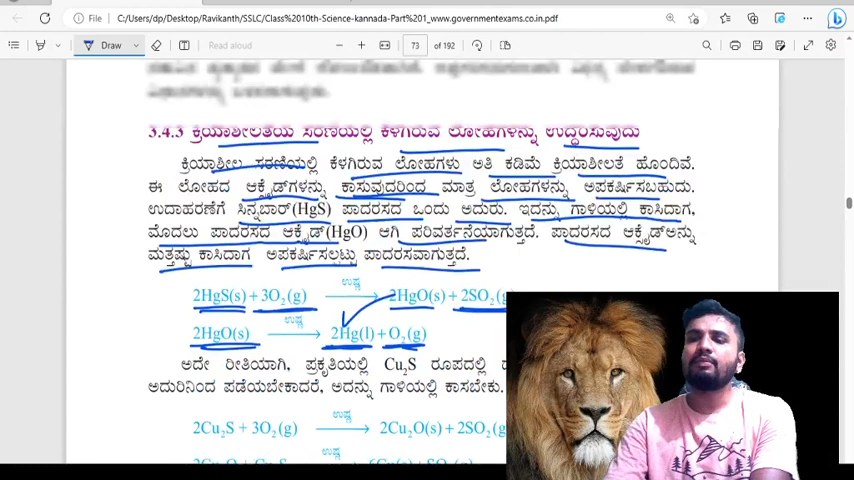 File
C:/Users/dp/Desktop/Ravikanth/SSLC/Class%2010th-Science-kannada-Part%201_www.governmentexams.co.in.pdf
Draw
Read aloud
73 of 192
3.4.3 ಕ್ರಿಯಾಶೀಲತೆಯ ಸರಣಿಯಲ್ಲಿ ಕೆಳಗಿರುವ ಲೋಹಗಳನ್ನು ಉದ್ಧರಿಸುವುದು
ಕ್ರಿಯಾಶೀಲ ಸರಣಿಯಲ್ಲಿ ಕೆಳಗಿರುವ ಲೋಹಗಳು ಅತಿ ಕಡಿಮೆ ಕ್ರಿಯಾಶೀಲತೆ ಹೊಂದಿವೆ.
ಈ ಲೋಹದ ಆಕ್ಸೈಡ್‌ಗಳನ್ನು ಕಾಸುವುದರಿಂದ ಮಾತ್ರ ಲೋಹಗಳನ್ನು ಅಪಕರ್ಷಿಸಬಹುದು.
ಉದಾಹರಣೆಗೆ ಸಿನ್ನಬಾರ್(HgS) ಪಾದರಸದ ಒಂದು ಅದುರು. ಇದನ್ನು ಗಾಳಿಯಲ್ಲಿ ಕಾಸಿದಾಗ,
ಮೊದಲು ಪಾದರಸದ ಆಕ್ಸೈಡ್(HgO) ಆಗಿ ಪರಿವರ್ತನೆಯಾಗುತ್ತದೆ. ಪಾದರಸದ ಆಕ್ಸೈಡ್‌ಅನ್ನು
ಮತ್ತಷ್ಟು ಕಾಸಿದಾಗ ಅಪಕರ್ಷಿಸಲ್ಪಟ್ಟು ಪಾದರಸವಾಗುತ್ತದೆ.
2HgS(s) + 3O₂(g) ಉಷ್ಣ → 2HgO(s) + 2SO₂(g)
2HgO(s) ಉಷ್ಣ → 2Hg(l) + O₂(g)
ಅದೇ ರೀತಿಯಾಗಿ, ಪ್ರಕೃತಿಯಲ್ಲಿ Cu₂S ರೂಪದಲ್ಲಿ
ಅದುರಿನಿಂದ ಪಡೆಯಬೇಕಾದರೆ, ಅದನ್ನು ಗಾಳಿಯಲ್ಲಿ ಕಾಸಬೇಕು.
2Cu₂S + 3O₂(g) ಉಷ್ಣ → 2Cu₂O(s) + 2SO₂(g)
ಉಷ್ಣ